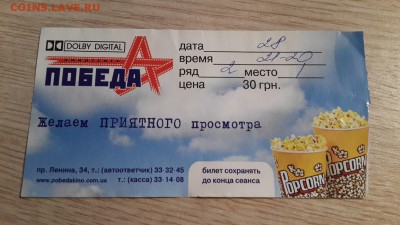 COINS.LAVE.RU
DOLBY DIGITAL
КИНОТЕАТР
ПОБЕДА
дата 28
время 21-20
ряд 2 место 1
цена 30 грн.
Желаем ПРИЯТНОГО просмотра
пр. Ленина, 34, т.: (автоответчик) 33-32-45
www.pobedakino.com.ua т.: (касса) 33-14-08
билет сохранять
до конца сеанса
POPCORN
POPCORN